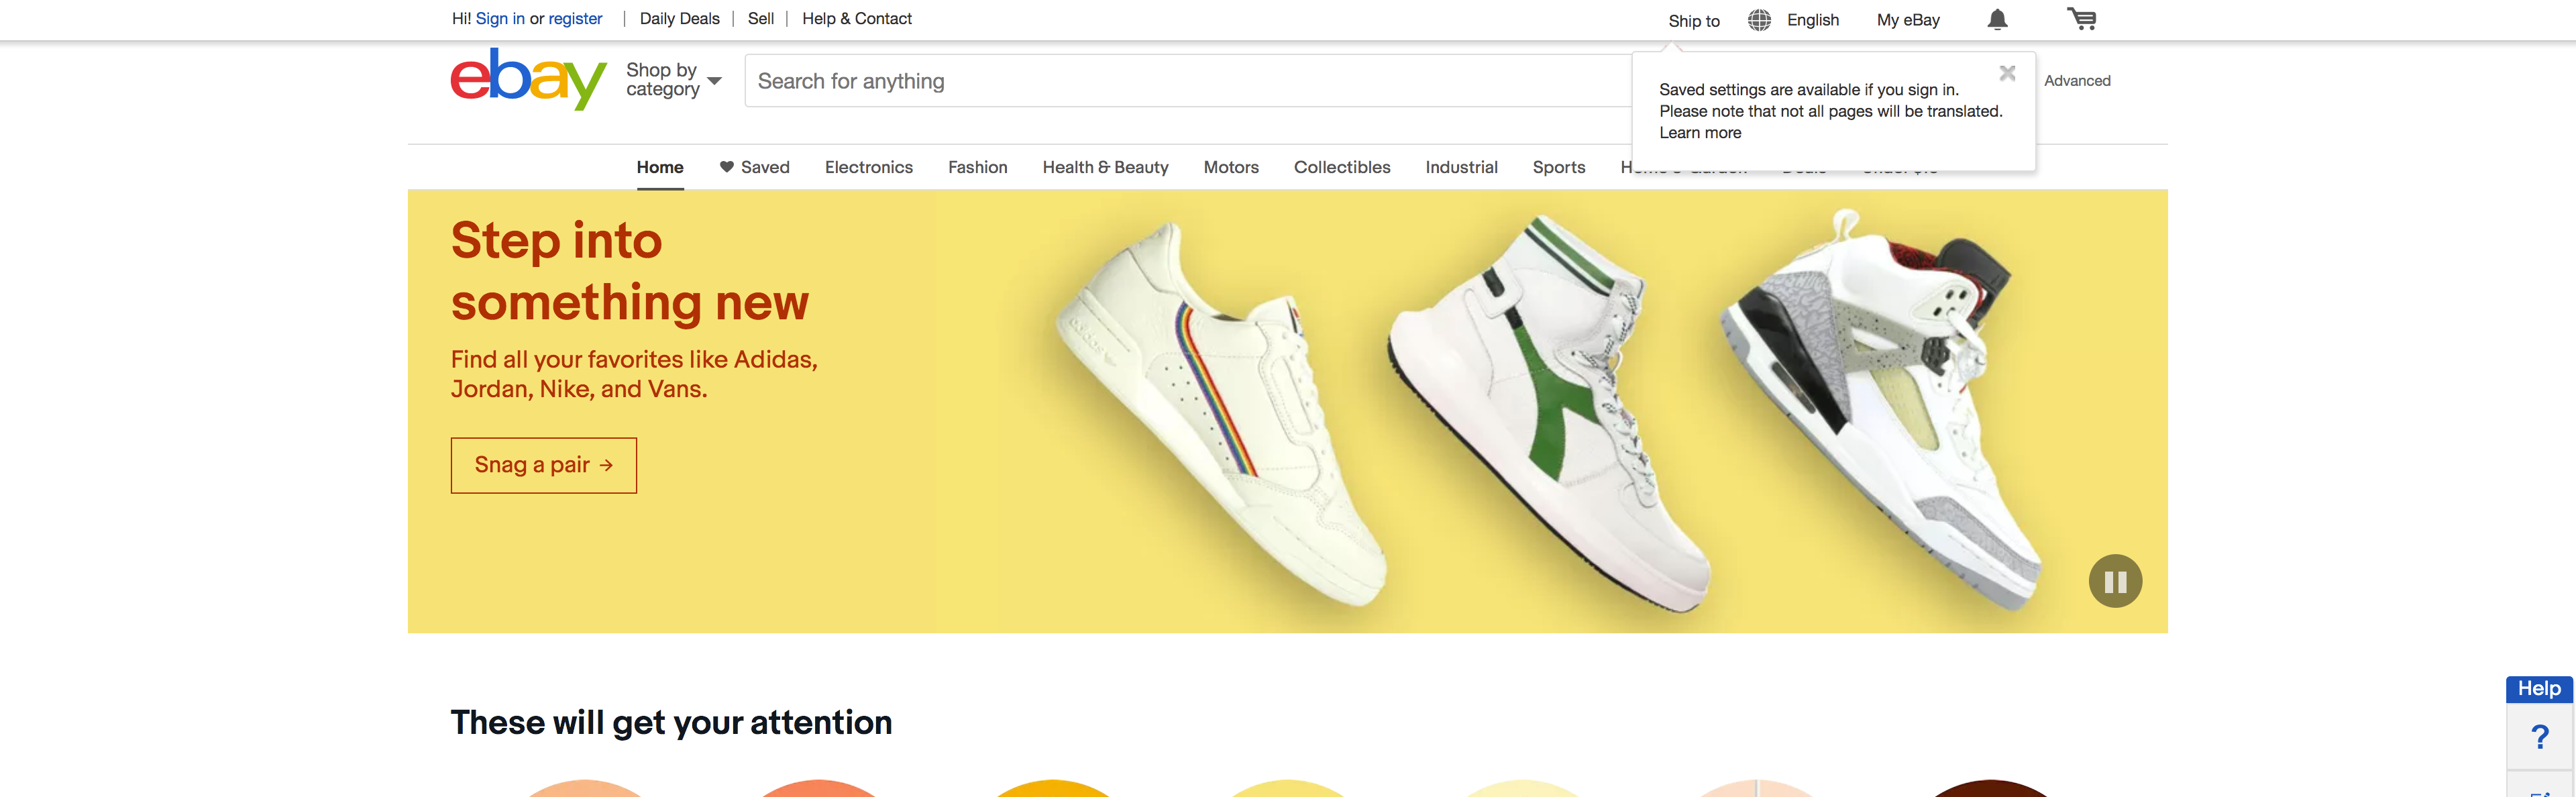 Hi! Sign in or register | Daily Deals | Sell | Help & Contact
Ship to English My eBay
ebay
Shop by
category
Search for anything
Advanced
Saved settings are available if you sign in.
Please note that not all pages will be translated.
Learn more
Home Saved Electronics Fashion Health & Beauty Motors Collectibles Industrial Sports
Step into
something new
Find all your favorites like Adidas,
Jordan, Nike, and Vans.
Snag a pair →
adidas
These will get your attention
Help
?